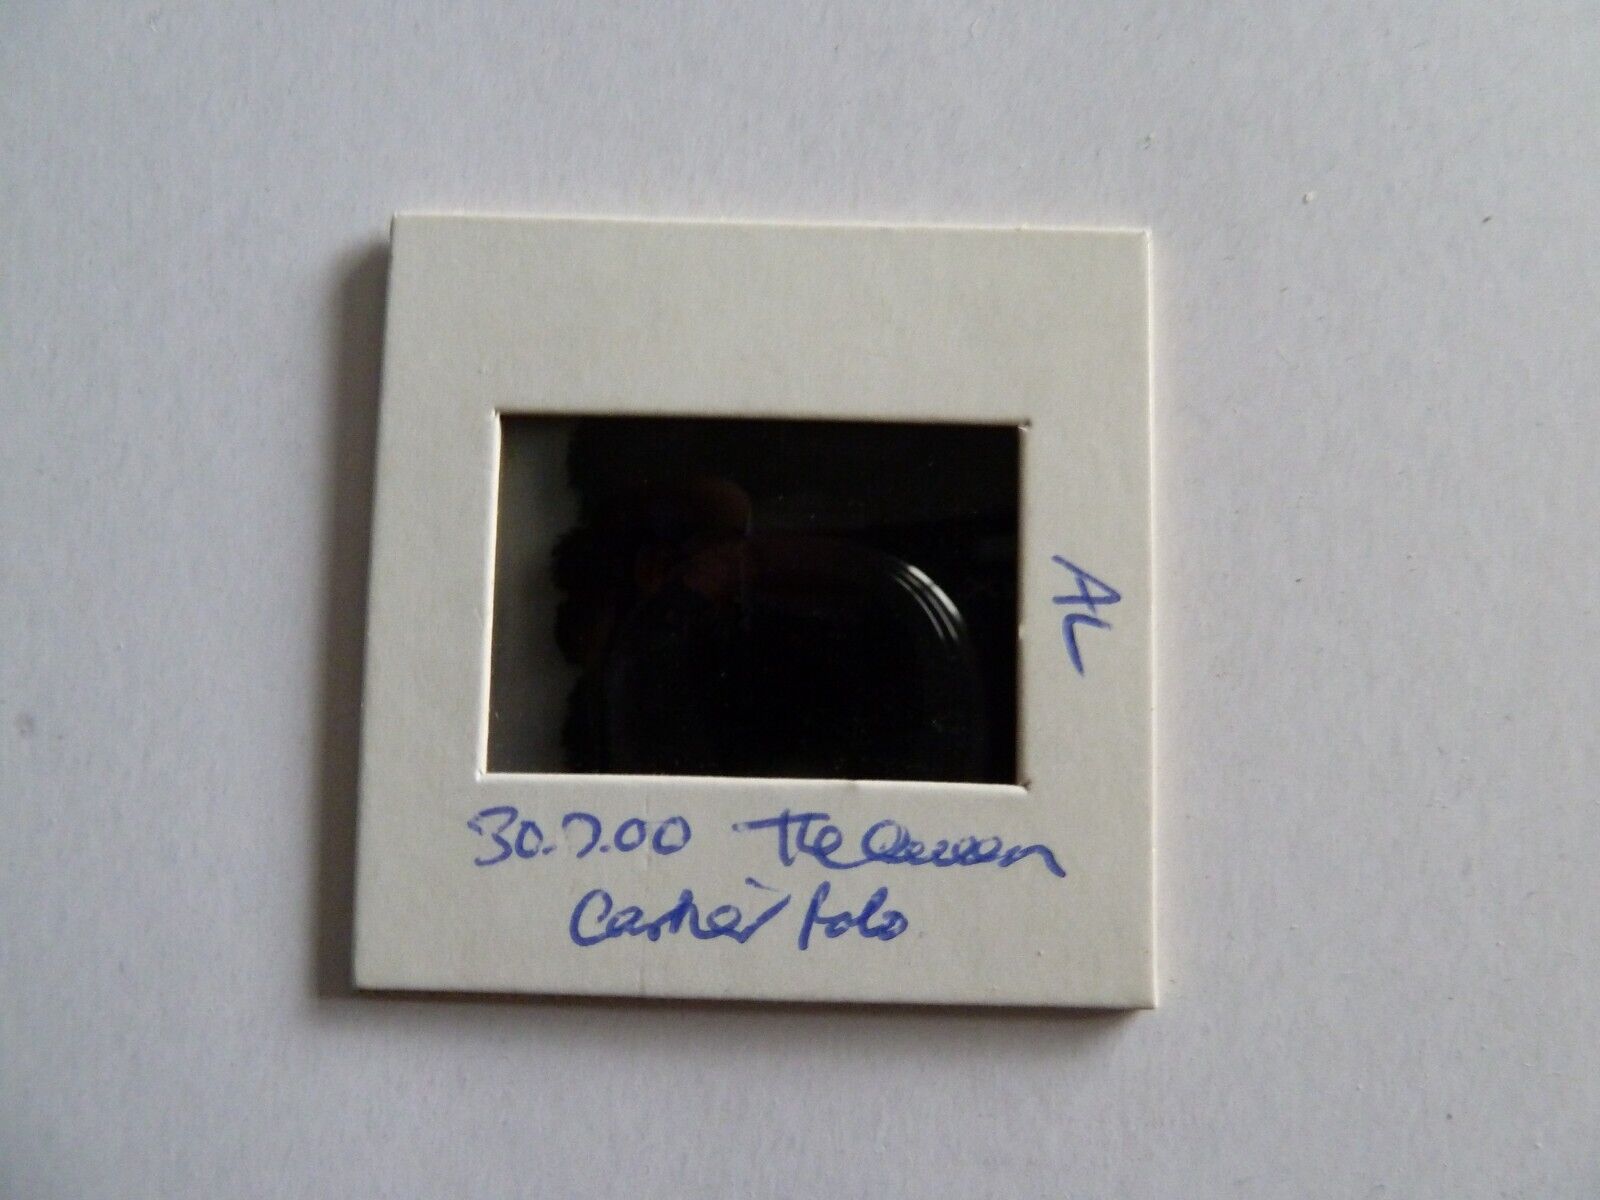 AL
30.7.00 The Queen
Cartier Polo